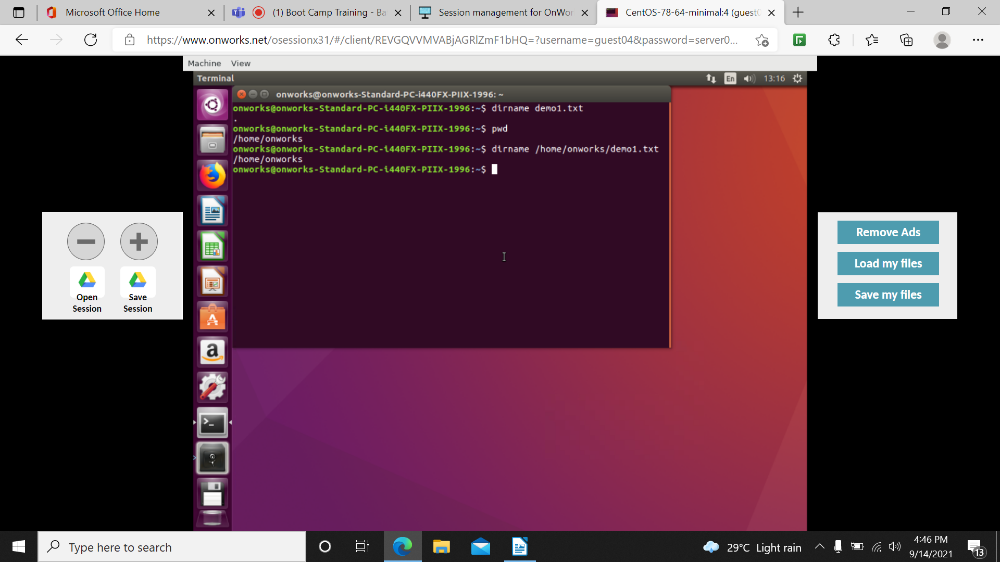 Microsoft Office Home
(1) Boot Camp Training - Ba
Session management for OnWor
CentOS-78-64-minimal:4 (guest0
https://www.onworks.net/osessionx31/#/client/REVGQVVMVABjAGRlZmF1bHQ=?username=guest04&password=server0...
Machine View
Terminal
En
13:16
onworks@onworks-Standard-PC-i440FX-PIIX-1996: ~
onworks@onworks-Standard-PC-i440FX-PIIX-1996:~$ dirname demo1.txt
.
onworks@onworks-Standard-PC-i440FX-PIIX-1996:~$ pwd
/home/onworks
onworks@onworks-Standard-PC-i440FX-PIIX-1996:~$ dirname /home/onworks/demo1.txt
/home/onworks
onworks@onworks-Standard-PC-i440FX-PIIX-1996:~$
Open Session
Save Session
Remove Ads
Load my files
Save my files
Type here to search
29°C Light rain
4:46 PM
9/14/2021
13